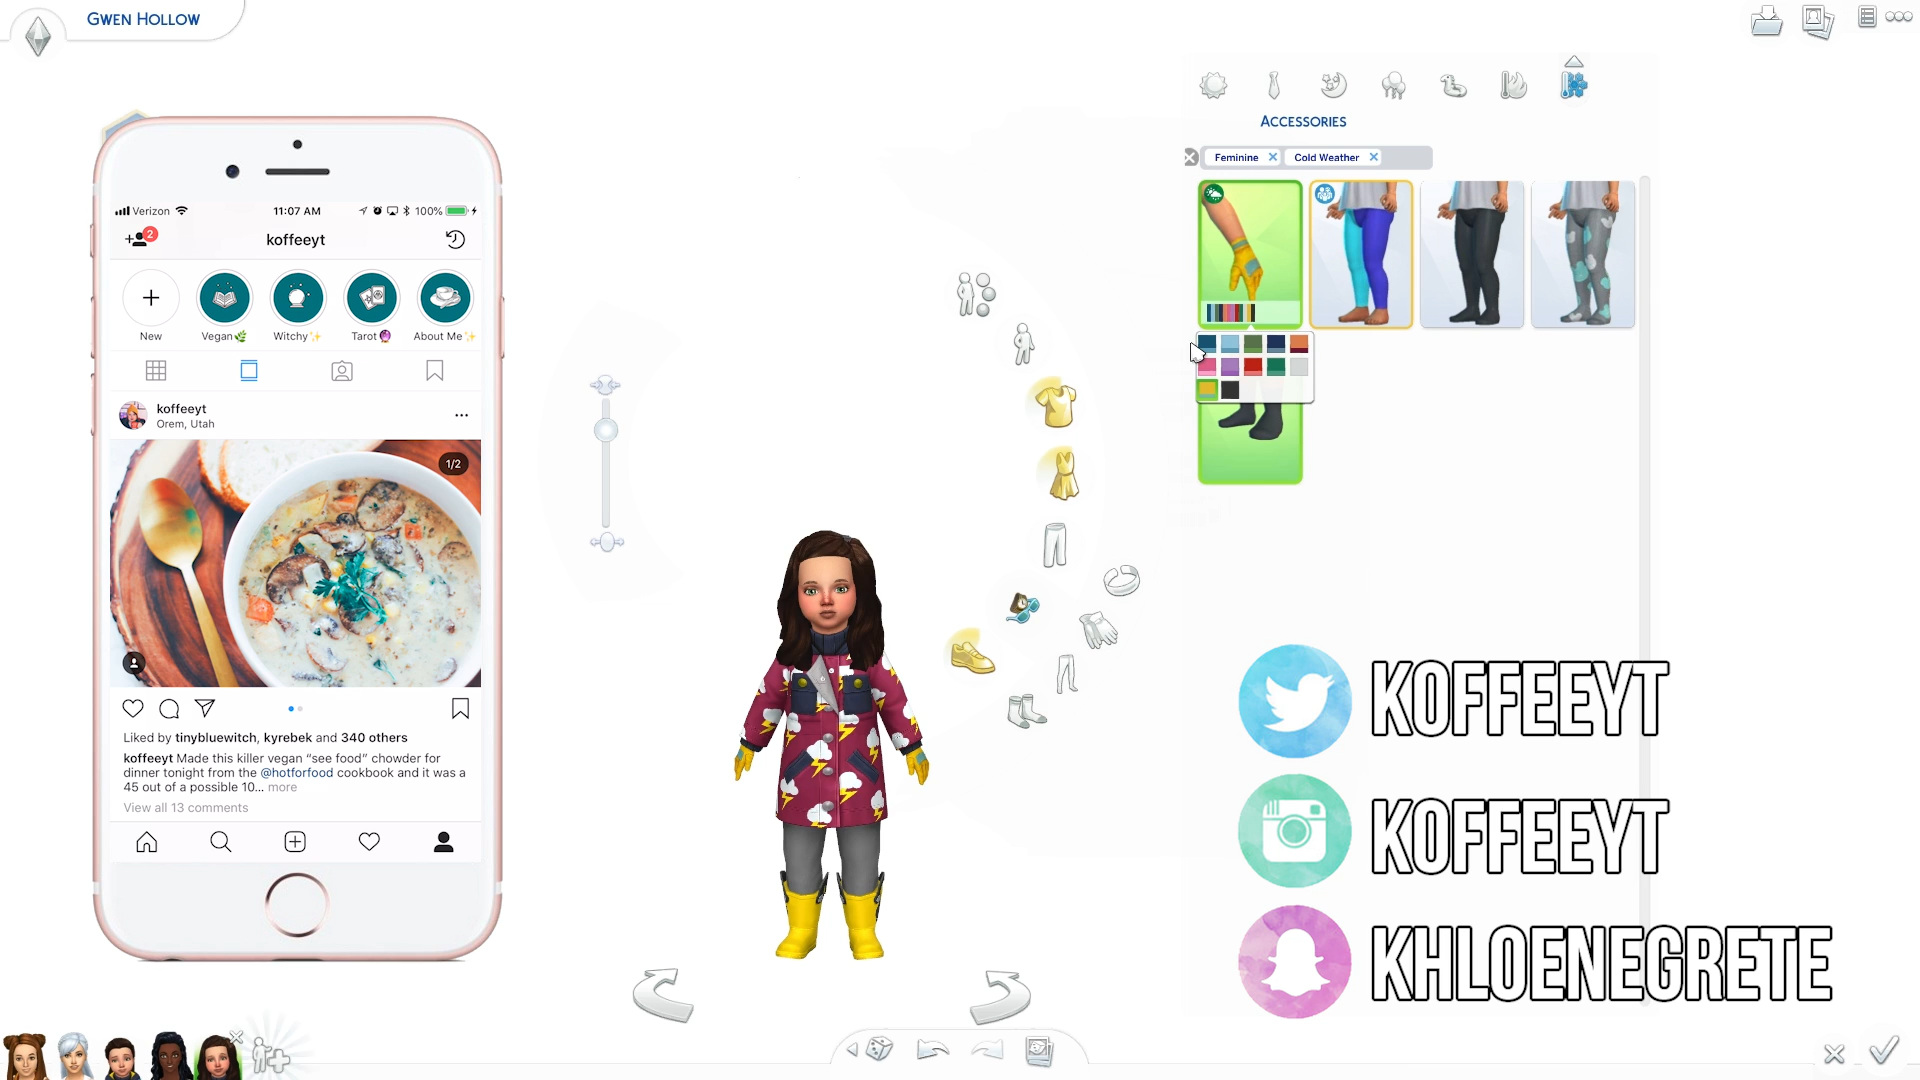 GWEN HOLLOW
ACCESSORIES
Feminine
Cold Weather
Verizon
11:07 AM
100%
2
koffeeyt
New
Vegan🌿
Witchy✨
Tarot🔮
About Me✨
koffeeyt
Orem, Utah
1/2
Liked by tinybluewitch, kyrebek and 340 others
koffeeyt Made this killer vegan “see food” chowder for
dinner tonight from the @hotforfood cookbook and it was a
45 out of a possible 10... more
View all 13 comments
KOFFEEYT
KOFFEEYT
KHLOENEGRETE